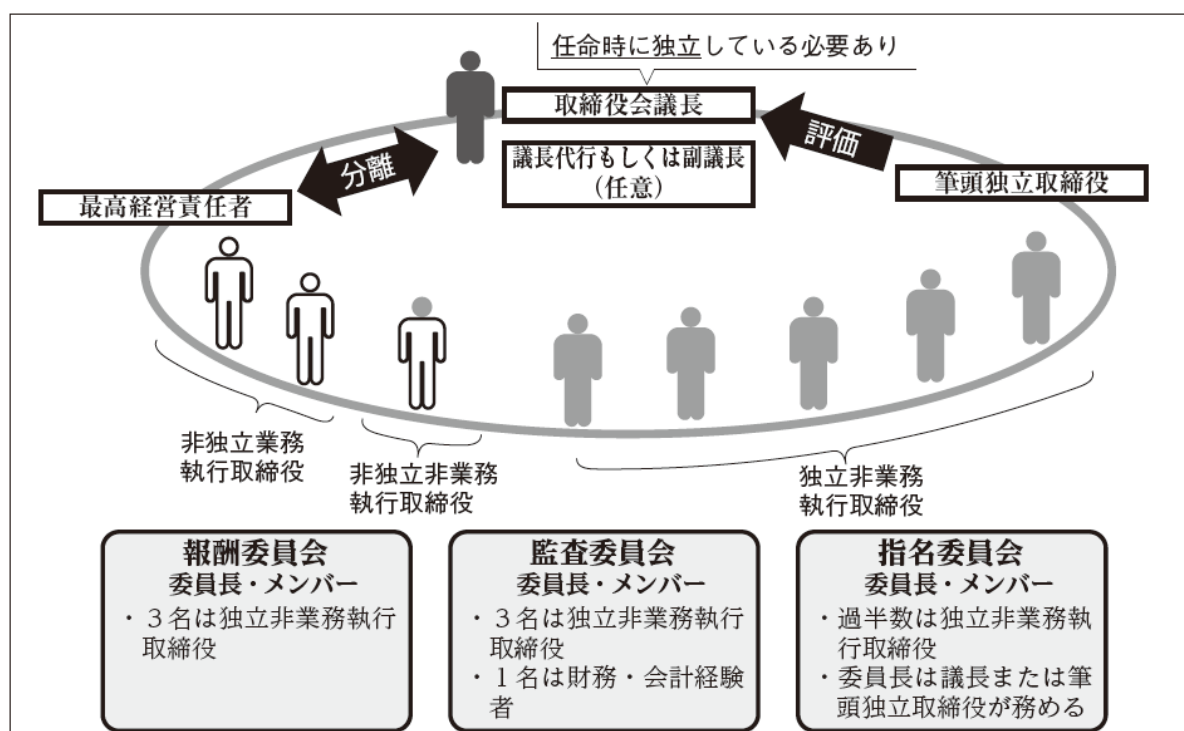 任命時に独立している必要あり
取締役会議長
評価
議長代行もしくは副議長
（任意）
分離
筆頭独立取締役
最高経営責任者
非独立業務
執行取締役
非独立非業務
執行取締役
独立非業務
執行取締役
報酬委員会
委員長・メンバー
・３名は独立非業務執行
取締役
監査委員会
委員長・メンバー
・３名は独立非業務執行
取締役
・１名は財務・会計経験
者
指名委員会
委員長・メンバー
・過半数は独立非業務執
行取締役
・委員長は議長または筆
頭独立取締役が務める